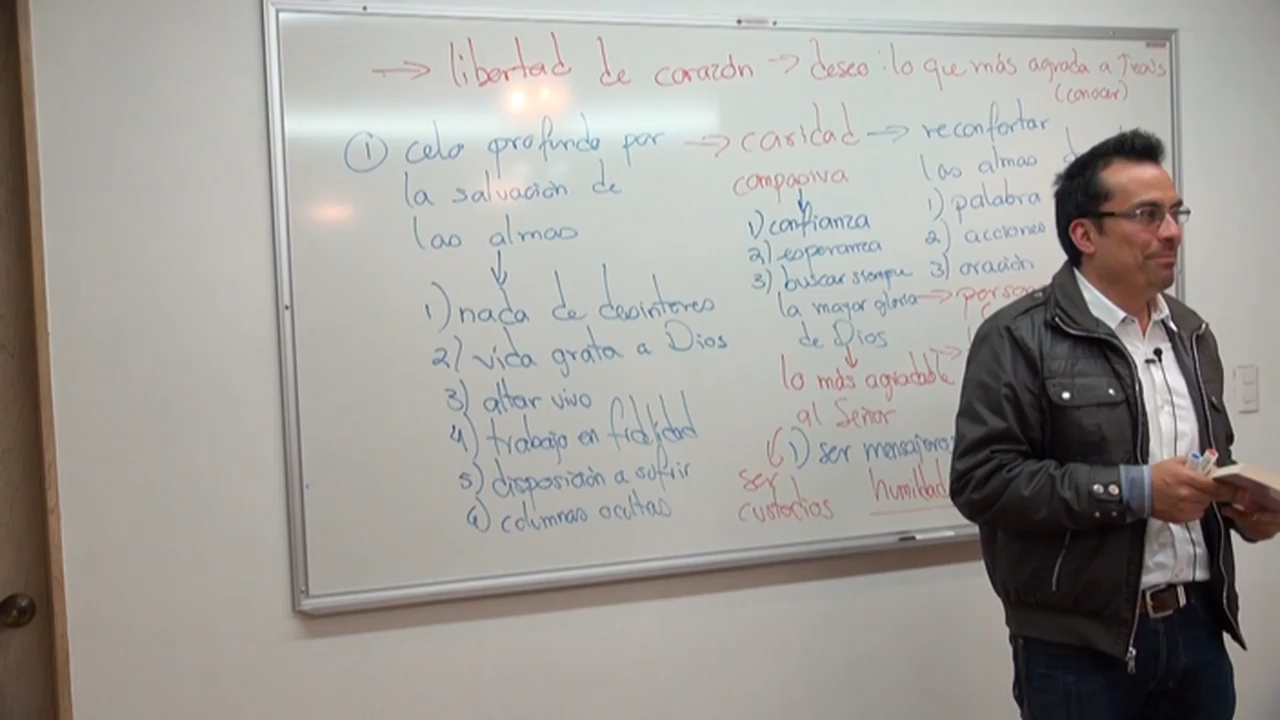 → libertad de corazón → deseo: lo que más agrada a Jesús
(conocer)
① celo profundo por
la salvación de
las almas
1) nada de desinterés
2) vida grata a Dios
3) altar vivo
4) trabajo en fidelidad
5) disposición a sufrir
6) columnas ocultas
→ caridad
compasiva
1) confianza
2) esperanza
3) buscar siempre
la mayor gloria
de Dios
lo más agradable
al Señor
1) ser mensajeros
ser
custodios
humildad
→ reconfortar
las almas
1) palabra
2) acciones
3) oración